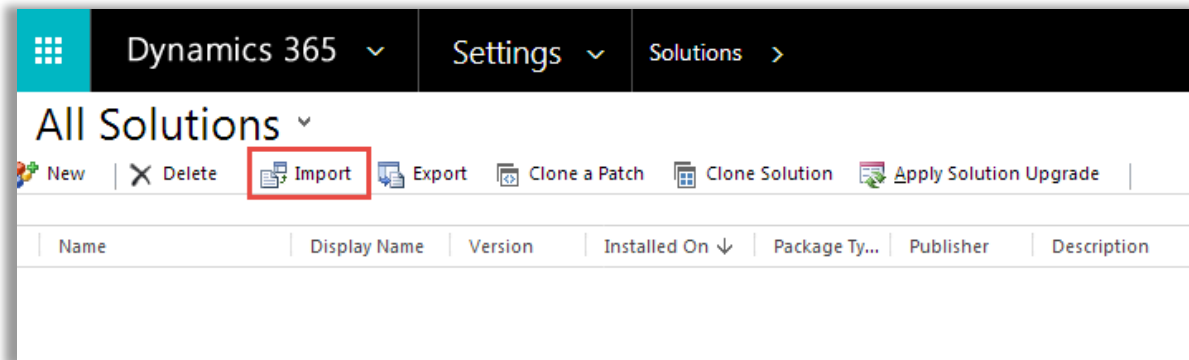 Dynamics 365 Settings Solutions
All Solutions
New Delete Import Export Clone a Patch Clone Solution Apply Solution Upgrade
Name Display Name Version Installed On Package Ty... Publisher Description